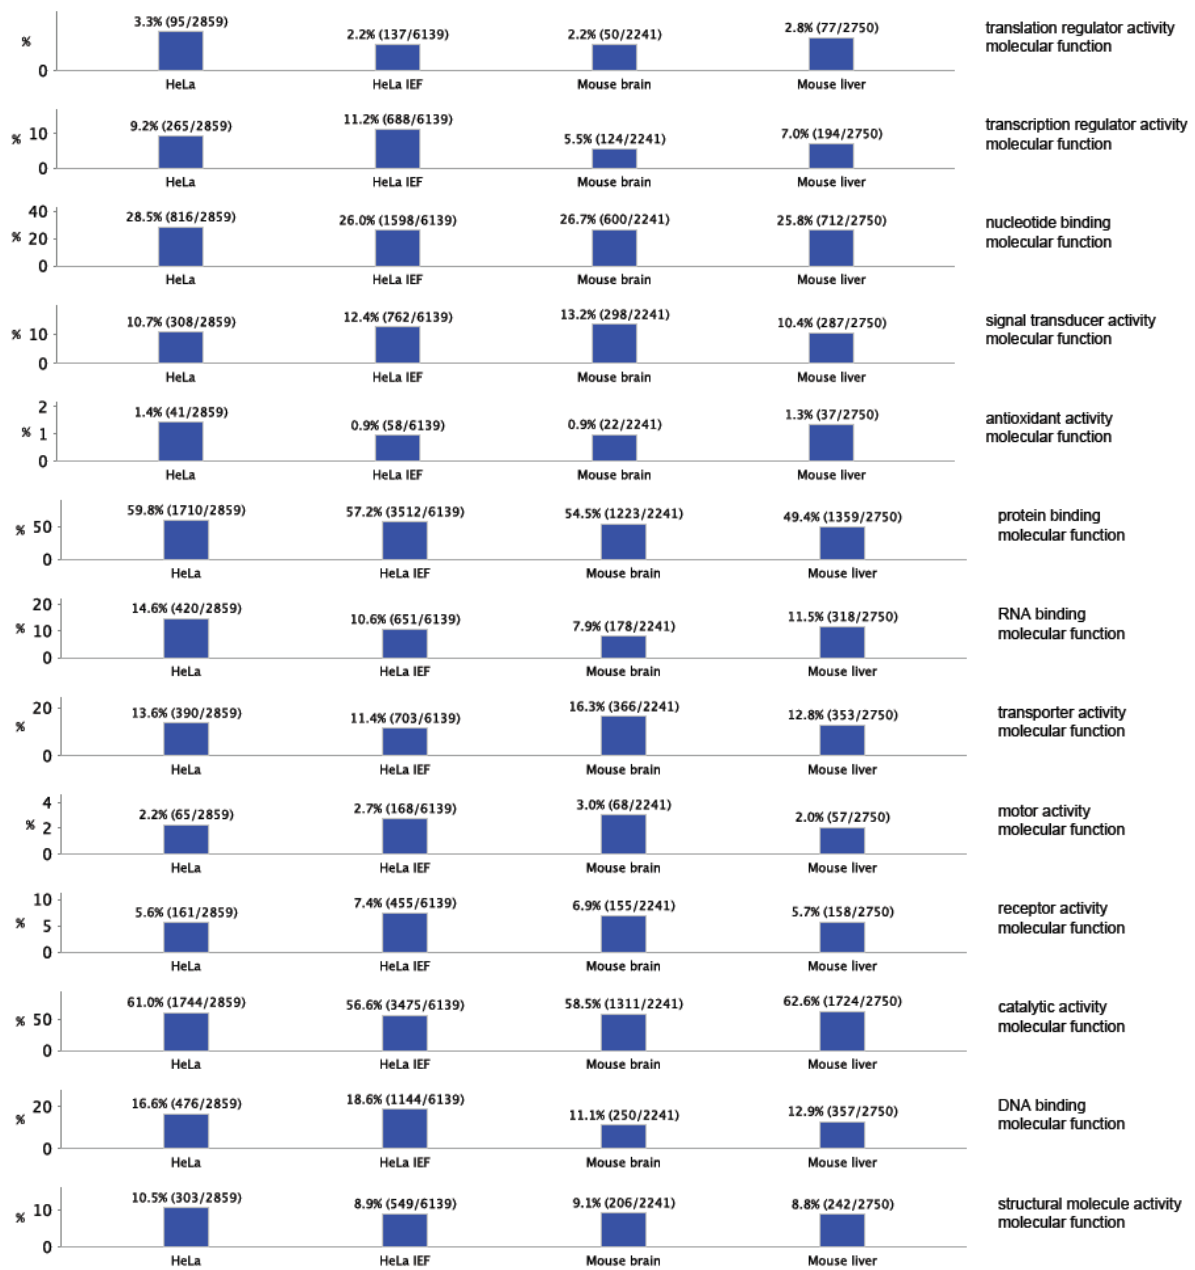 3.3% (95/2859) 2.2% (137/6139) 2.2% (50/2241) 2.8% (77/2750)
translation regulator activity
molecular function
%
0
HeLa HeLa IEF Mouse brain Mouse liver
9.2% (265/2859) 11.2% (688/6139) 5.5% (124/2241) 7.0% (194/2750)
transcription regulator activity
molecular function
% 10
0
HeLa HeLa IEF Mouse brain Mouse liver
40
28.5% (816/2859) 26.0% (1598/6139) 26.7% (600/2241) 25.8% (712/2750)
nucleotide binding
molecular function
% 20
0
HeLa HeLa IEF Mouse brain Mouse liver
10.7% (308/2859) 12.4% (762/6139) 13.2% (298/2241) 10.4% (287/2750)
signal transducer activity
molecular function
% 10
0
HeLa HeLa IEF Mouse brain Mouse liver
2
1.4% (41/2859) 0.9% (58/6139) 0.9% (22/2241) 1.3% (37/2750)
antioxidant activity
molecular function
% 1
0
HeLa HeLa IEF Mouse brain Mouse liver
59.8% (1710/2859) 57.2% (3512/6139) 54.5% (1223/2241) 49.4% (1359/2750)
protein binding
molecular function
% 50
0
HeLa HeLa IEF Mouse brain Mouse liver
20
14.6% (420/2859) 10.6% (651/6139) 7.9% (178/2241) 11.5% (318/2750)
RNA binding
molecular function
% 10
0
HeLa HeLa IEF Mouse brain Mouse liver
20
13.6% (390/2859) 11.4% (703/6139) 16.3% (366/2241) 12.8% (353/2750)
transporter activity
molecular function
%
0
HeLa HeLa IEF Mouse brain Mouse liver
4
2.2% (65/2859) 2.7% (168/6139) 3.0% (68/2241) 2.0% (57/2750)
motor activity
molecular function
% 2
0
HeLa HeLa IEF Mouse brain Mouse liver
10
5.6% (161/2859) 7.4% (455/6139) 6.9% (155/2241) 5.7% (158/2750)
receptor activity
molecular function
% 5
0
HeLa HeLa IEF Mouse brain Mouse liver
61.0% (1744/2859) 56.6% (3475/6139) 58.5% (1311/2241) 62.6% (1724/2750)
catalytic activity
molecular function
% 50
0
HeLa HeLa IEF Mouse brain Mouse liver
16.6% (476/2859) 18.6% (1144/6139) 11.1% (250/2241) 12.9% (357/2750)
DNA binding
molecular function
20
%
0
HeLa HeLa IEF Mouse brain Mouse liver
10.5% (303/2859) 8.9% (549/6139) 9.1% (206/2241) 8.8% (242/2750)
structural molecule activity
molecular function
% 10
0
HeLa HeLa IEF Mouse brain Mouse liver